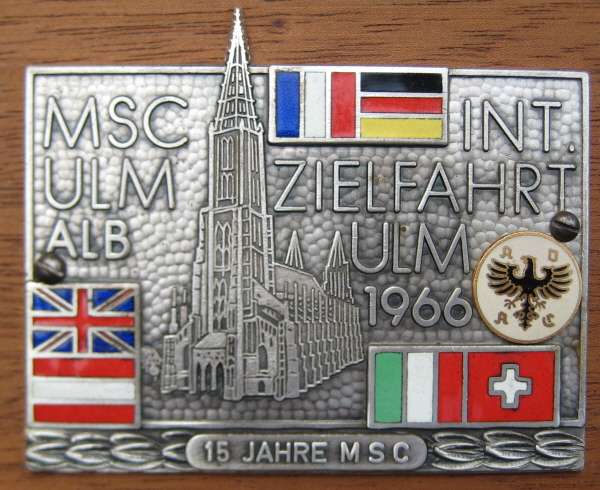 MSC
ULM
ALB
INT.
ZIELFAHRT
ULM
1966
A D
A C
15 JAHRE MSC